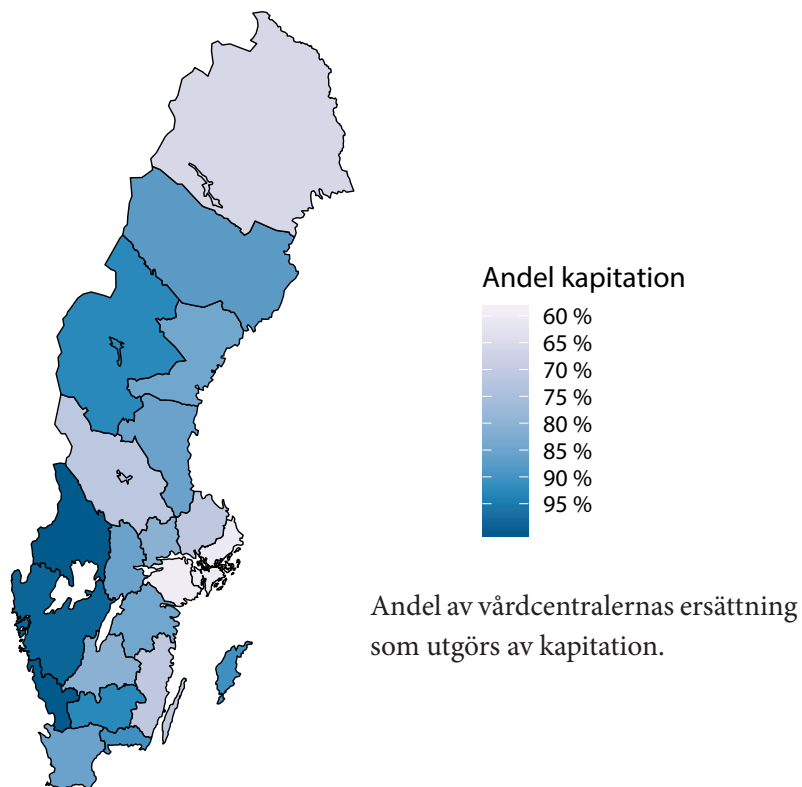 Andel kapitation
60 %
65 %
70 %
75 %
80 %
85 %
90 %
95 %
Andel av vårdcentralernas ersättning
som utgörs av kapitation.